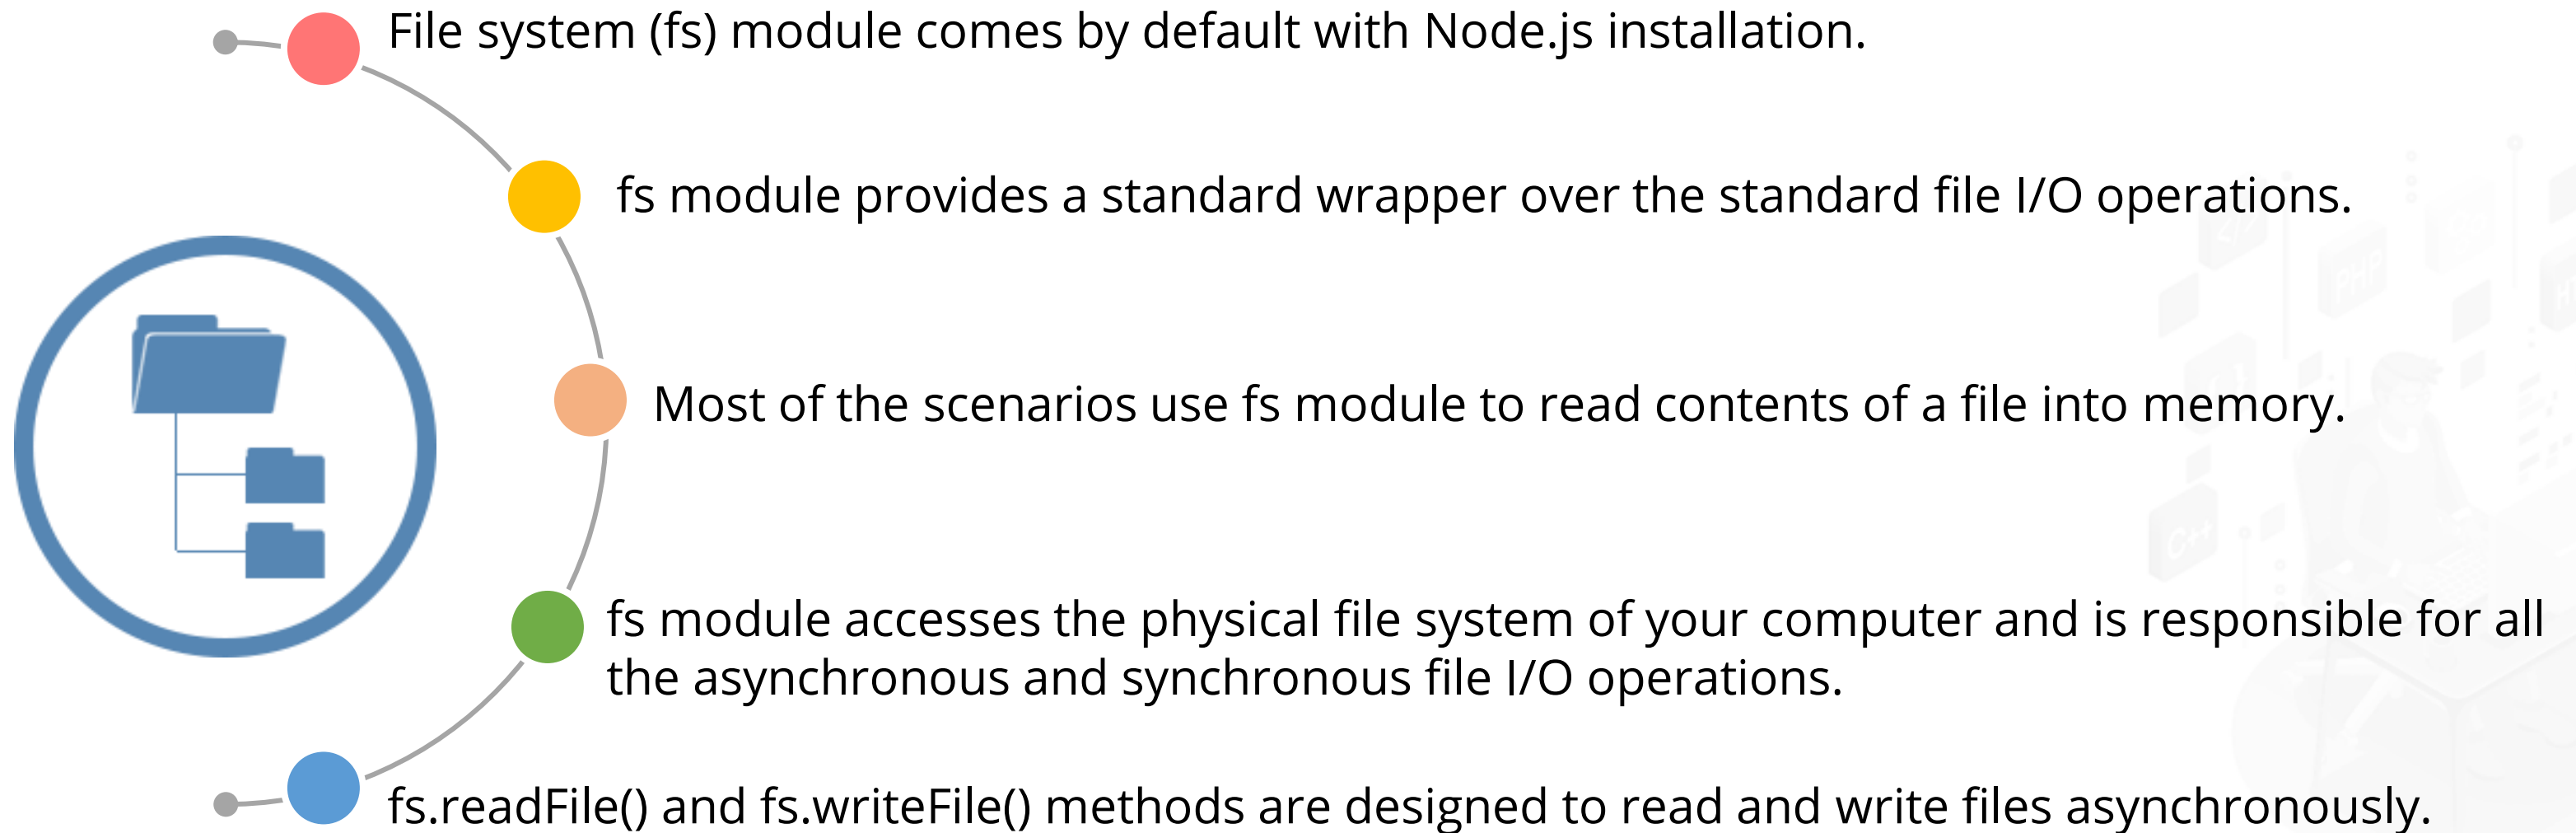 File system (fs) module comes by default with Node.js installation.
fs module provides a standard wrapper over the standard file I/O operations.
Most of the scenarios use fs module to read contents of a file into memory.
fs module accesses the physical file system of your computer and is responsible for all
the asynchronous and synchronous file I/O operations.
fs.readFile() and fs.writeFile() methods are designed to read and write files asynchronously.